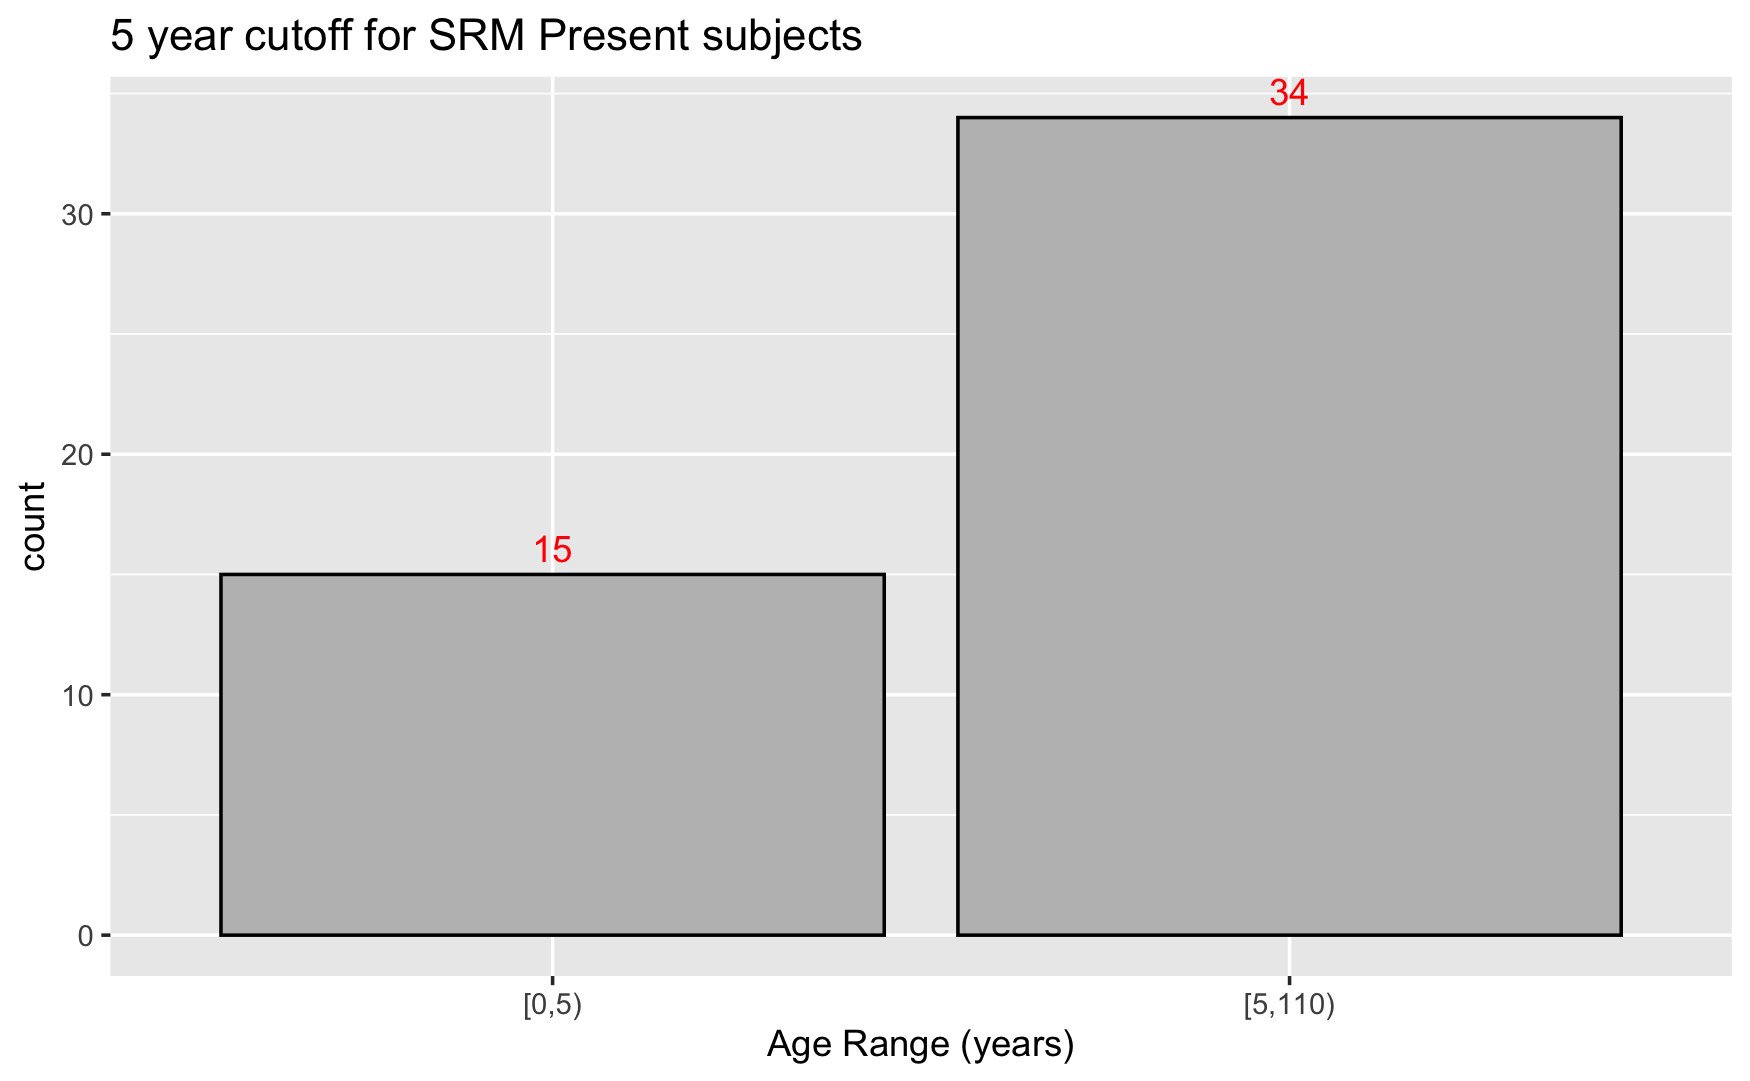 5 year cutoff for SRM Present subjects
34
30
20
count
15
10
0
[0,5)
[5,110)
Age Range (years)